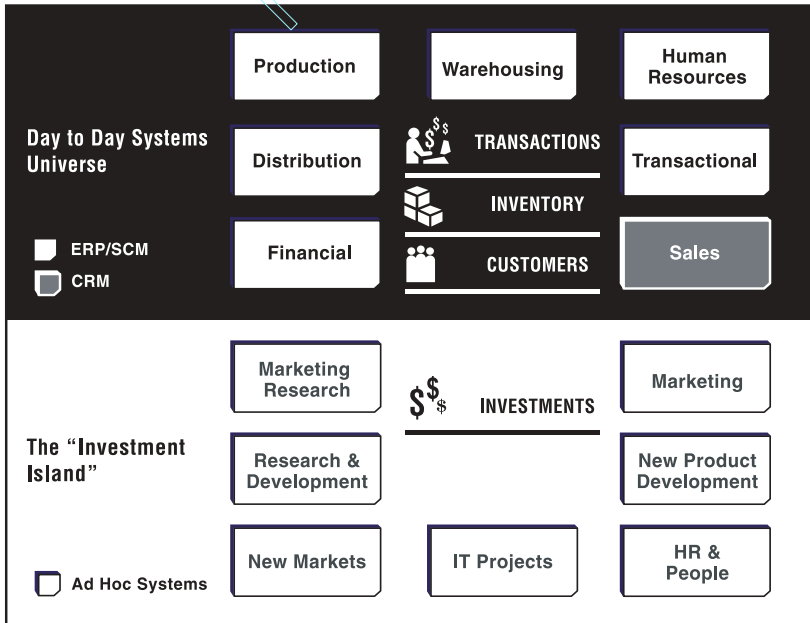 Production
Warehousing
Human
Resources
Day to Day Systems
Universe
Distribution
$ $ $
TRANSACTIONS
Transactional
INVENTORY
ERP/SCM
CRM
Financial
CUSTOMERS
Sales
Marketing
Research
$ $ $
INVESTMENTS
Marketing
The “Investment
Island”
Research &
Development
New Product
Development
Ad Hoc Systems
New Markets
IT Projects
HR &
People